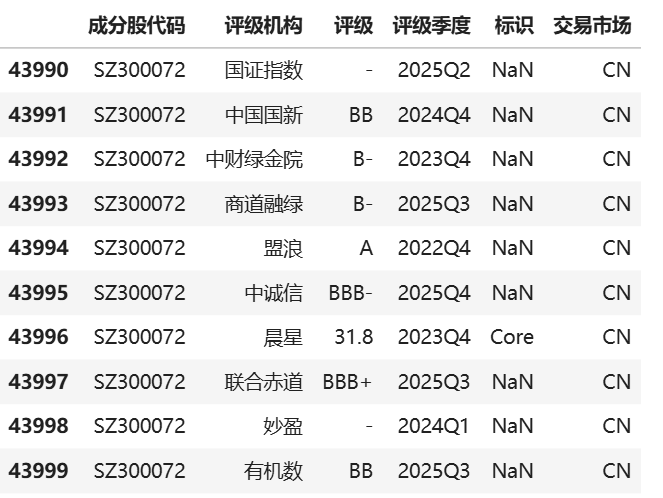 成分股代码 评级机构 评级 评级季度 标识 交易市场
43990 SZ300072 国证指数 - 2025Q2 NaN CN
43991 SZ300072 中国国新 BB 2024Q4 NaN CN
43992 SZ300072 中财绿金院 B- 2023Q4 NaN CN
43993 SZ300072 商道融绿 B- 2025Q3 NaN CN
43994 SZ300072 盟浪 A 2022Q4 NaN CN
43995 SZ300072 中诚信 BBB- 2025Q4 NaN CN
43996 SZ300072 晨星 31.8 2023Q4 Core CN
43997 SZ300072 联合赤道 BBB+ 2025Q3 NaN CN
43998 SZ300072 妙盈 - 2024Q1 NaN CN
43999 SZ300072 有机数 BB 2025Q3 NaN CN